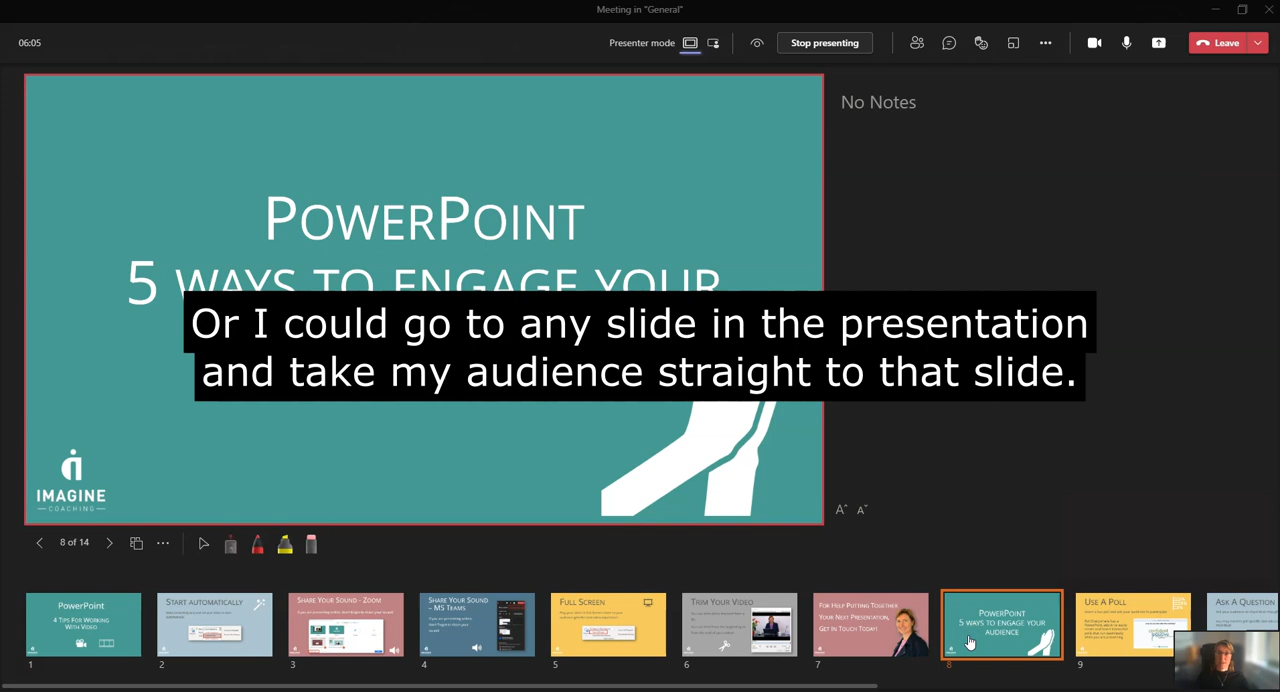 Meeting in "General"
06:05
Presenter mode
Stop presenting
Leave
No Notes
POWERPOINT
5 WAYS TO ENGAGE YOUR
Or I could go to any slide in the presentation
and take my audience straight to that slide.
IMAGINE
COACHING
8 of 14
PowerPoint
4 TIPS FOR WORKING
WITH VIDEO
START AUTOMATICALLY
SHARE YOUR SOUND - ZOOM
SHARE YOUR SOUND
– MS TEAMS
FULL SCREEN
TRIM YOUR VIDEO
FOR HELP PUTTING TOGETHER
YOUR NEXT PRESENTATION,
GET IN TOUCH TODAY!
POWERPOINT
5 WAYS TO ENGAGE YOUR
AUDIENCE
USE A POLL
ASK A QUESTION
1
2
3
4
5
6
7
8
9